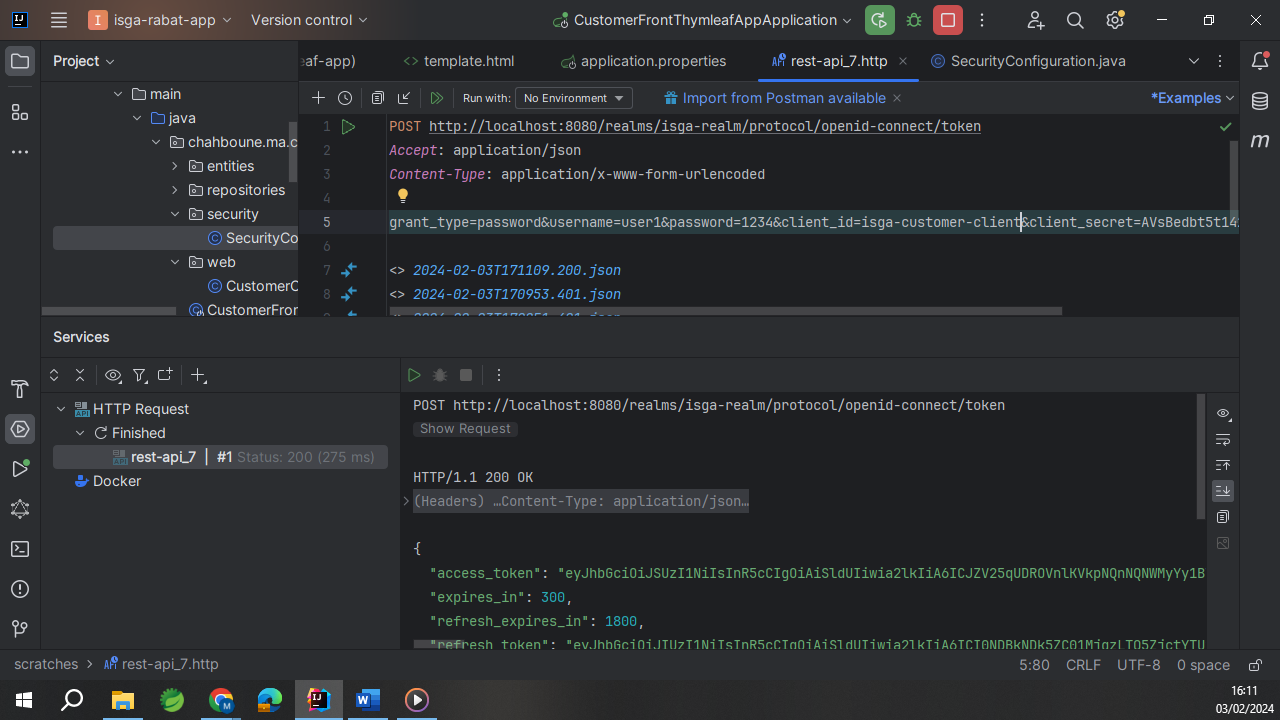 I isga-rabat-app Version control CustomerFrontThymleafAppApplication
Project eaf-app) template.html application.properties rest-api_7.http SecurityConfiguration.java
Run with: No Environment Import from Postman available *Examples
main
java
chahboune.ma.c
entities
repositories
security
SecurityCo
web
CustomerC
CustomerFron
1 POST http://localhost:8080/realms/isga-realm/protocol/openid-connect/token
2 Accept: application/json
3 Content-Type: application/x-www-form-urlencoded
4
5 grant_type=password&username=user1&password=1234&client_id=isga-customer-client&client_secret=AVsBedbt5t14
6
7 <> 2024-02-03T171109.200.json
8 <> 2024-02-03T170953.401.json
Services
HTTP Request
Finished
rest-api_7 | #1 Status: 200 (275 ms)
Docker
POST http://localhost:8080/realms/isga-realm/protocol/openid-connect/token
Show Request
HTTP/1.1 200 OK
(Headers) …Content-Type: application/json…
{
"access_token": "eyJhbGciOiJSUzI1NiIsInR5cCIgOiAiSldUIiwia2lkIiA6ICJZV25qUDROVnlKVkpNQnNQNWMyYy1B
"expires_in": 300,
"refresh_expires_in": 1800,
"refresh_token": "eyJhbGciOiJIUzI1NiIsInR5cCIgOiAiSldUIiwia2lkIiA6ICI0NDBkNDk5ZC01MjgzLTQ5ZjctYTU
scratches > rest-api_7.http 5:80 CRLF UTF-8 0 space
16:11
03/02/2024